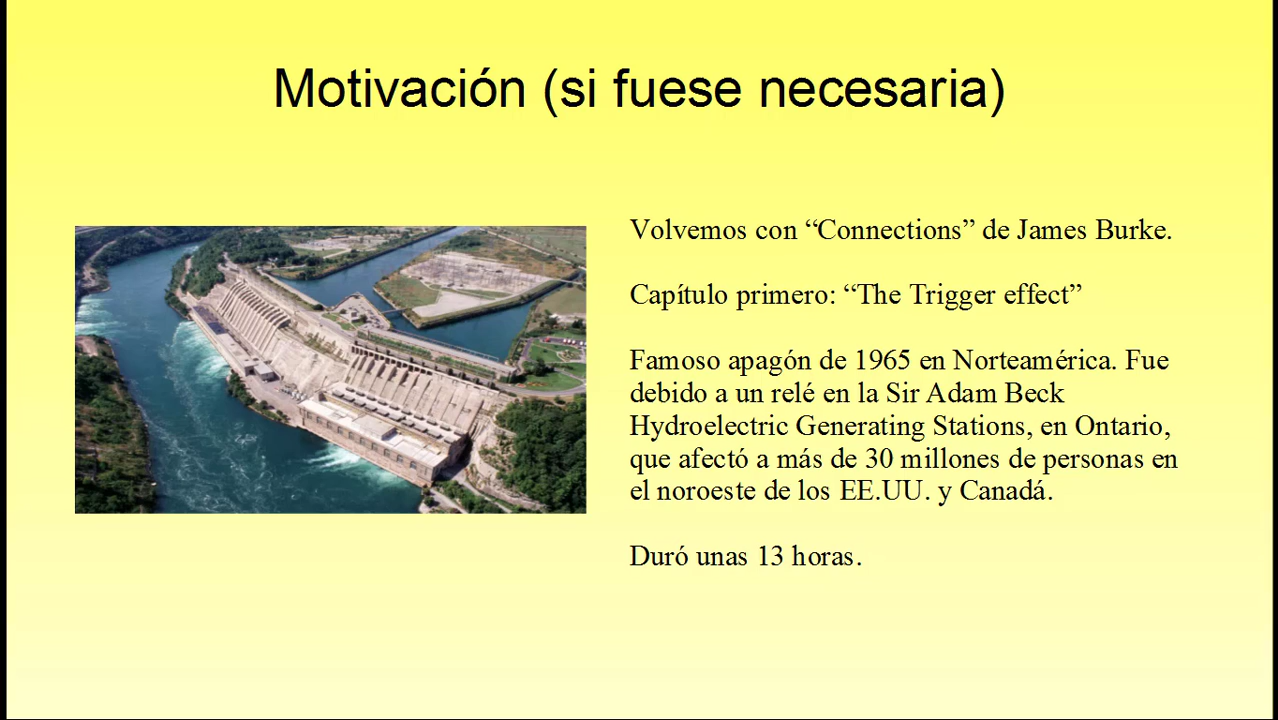 Motivación (si fuese necesaria)
Volvemos con “Connections” de James Burke.
Capítulo primero: “The Trigger effect”
Famoso apagón de 1965 en Norteamérica. Fue
debido a un relé en la Sir Adam Beck
Hydroelectric Generating Stations, en Ontario,
que afectó a más de 30 millones de personas en
el noroeste de los EE.UU. y Canadá.
Duró unas 13 horas.